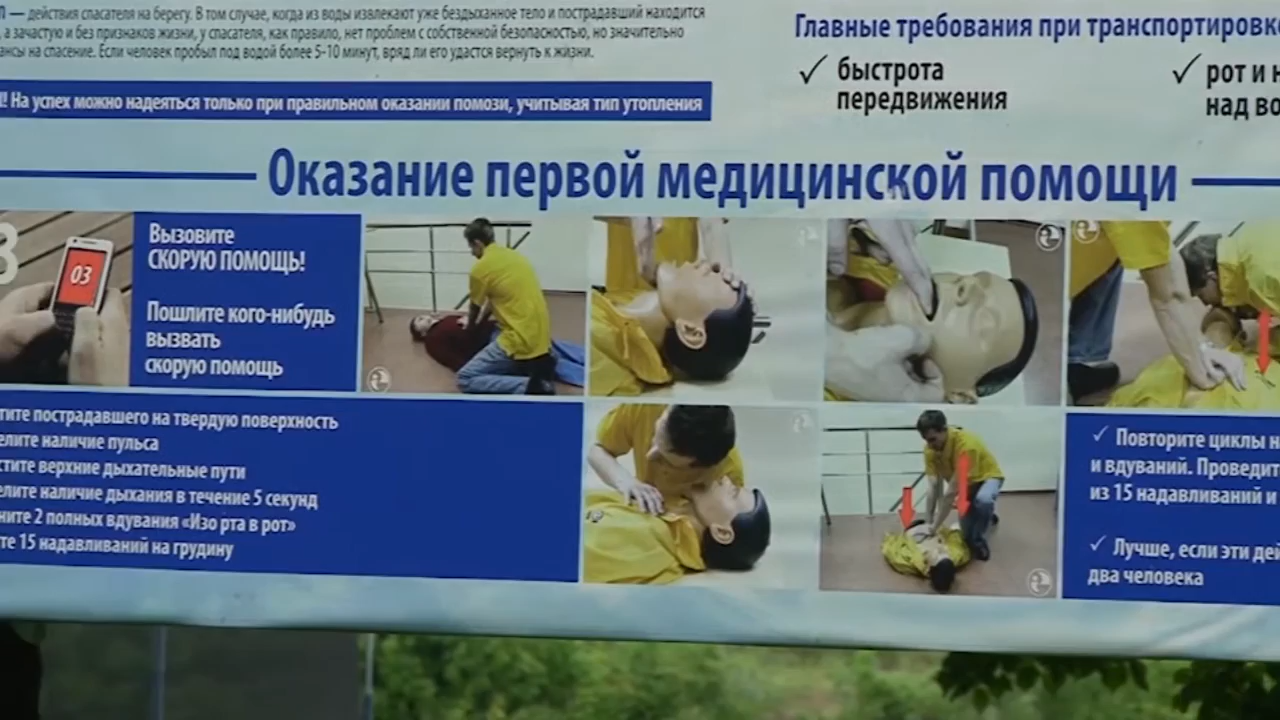 — действия спасателя на берегу. В том случае, когда из воды извлекают уже бездыханное тело и пострадавший находится
, а зачастую и без признаков жизни, у спасателя, как правило, нет проблем с собственной безопасностью, но значительно
на спасение. Если человек пробыл под водой более 5-10 минут, вряд ли его удастся вернуть к жизни.
! На успех можно надеяться только при правильном оказании помози, учитывая тип утопления
Главные требования при транспортировке
✓ быстрота
передвижения
✓ рот и н
над во
Оказание первой медицинской помощи
3
03
Вызовите
СКОРУЮ ПОМОЩЬ!
Пошлите кого-нибудь
вызвать
скорую помощь
тите пострадавшего на твердую поверхность
елите наличие пульса
стите верхние дыхательные пути
елите наличие дыхания в течение 5 секунд
ните 2 полных вдувания «Изо рта в рот»
те 15 надавливаний на грудину
✓ Повторите циклы н
и вдуваний. Проведит
из 15 надавливаний и
✓ Лучше, если эти дей
два человека